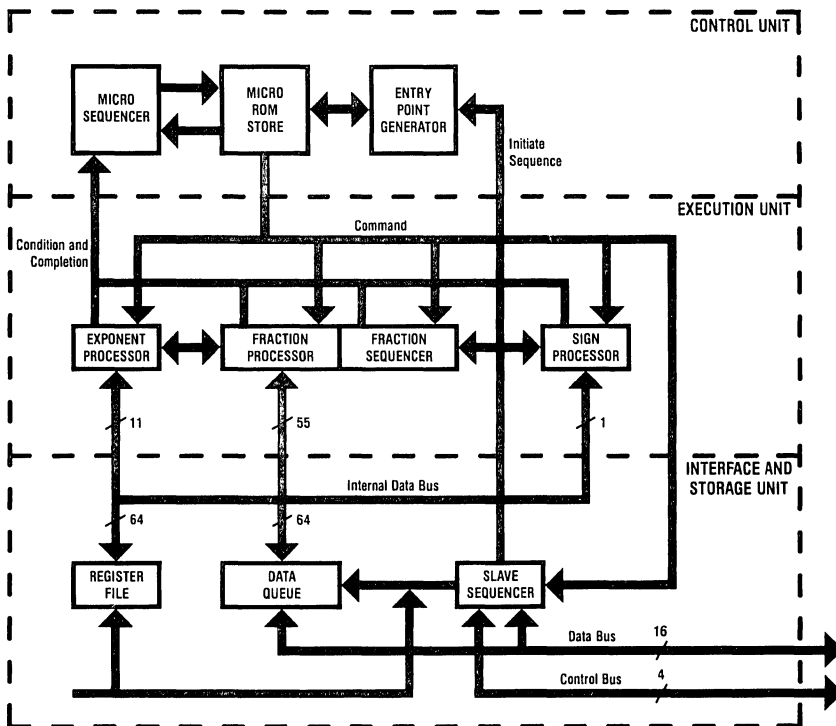 CONTROL UNIT
MICRO
SEQUENCER
MICRO
ROM
STORE
ENTRY
POINT
GENERATOR
Initiate
Sequence
EXECUTION UNIT
Command
Condition and
Completion
EXPONENT
PROCESSOR
FRACTION
PROCESSOR
FRACTION
SEQUENCER
SIGN
PROCESSOR
11
55
1
INTERFACE AND
STORAGE UNIT
Internal Data Bus
64
64
REGISTER
FILE
DATA
QUEUE
SLAVE
SEQUENCER
Data Bus
16
Control Bus
4